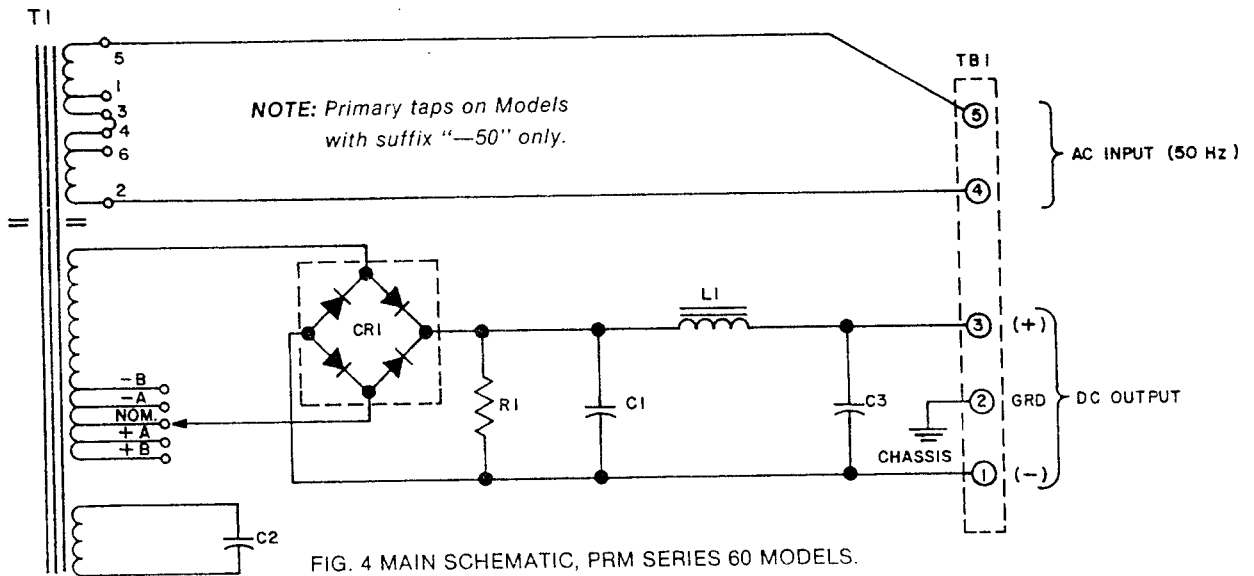 T1
5
1
3
4
6
2
NOTE: Primary taps on Models
with suffix “—50” only.
TB1
5
4
AC INPUT (50 Hz)
= =
CR1
L1
3 (+)
−B
−A
NOM.
+A
+B
R1
C1
C3
2 GRD
DC OUTPUT
CHASSIS
1 (−)
C2
FIG. 4 MAIN SCHEMATIC, PRM SERIES 60 MODELS.